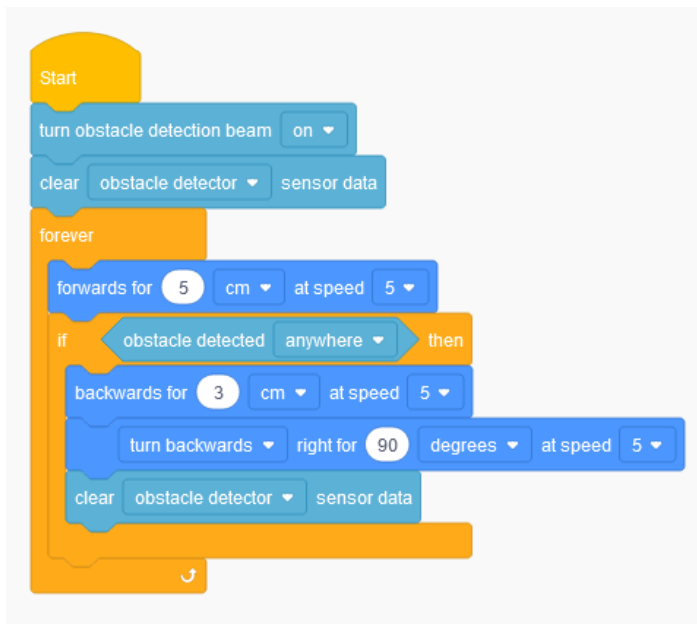 Start
turn obstacle detection beam on
clear obstacle detector sensor data
forever
forwards for 5 cm at speed 5
if obstacle detected anywhere then
backwards for 3 cm at speed 5
turn backwards right for 90 degrees at speed 5
clear obstacle detector sensor data